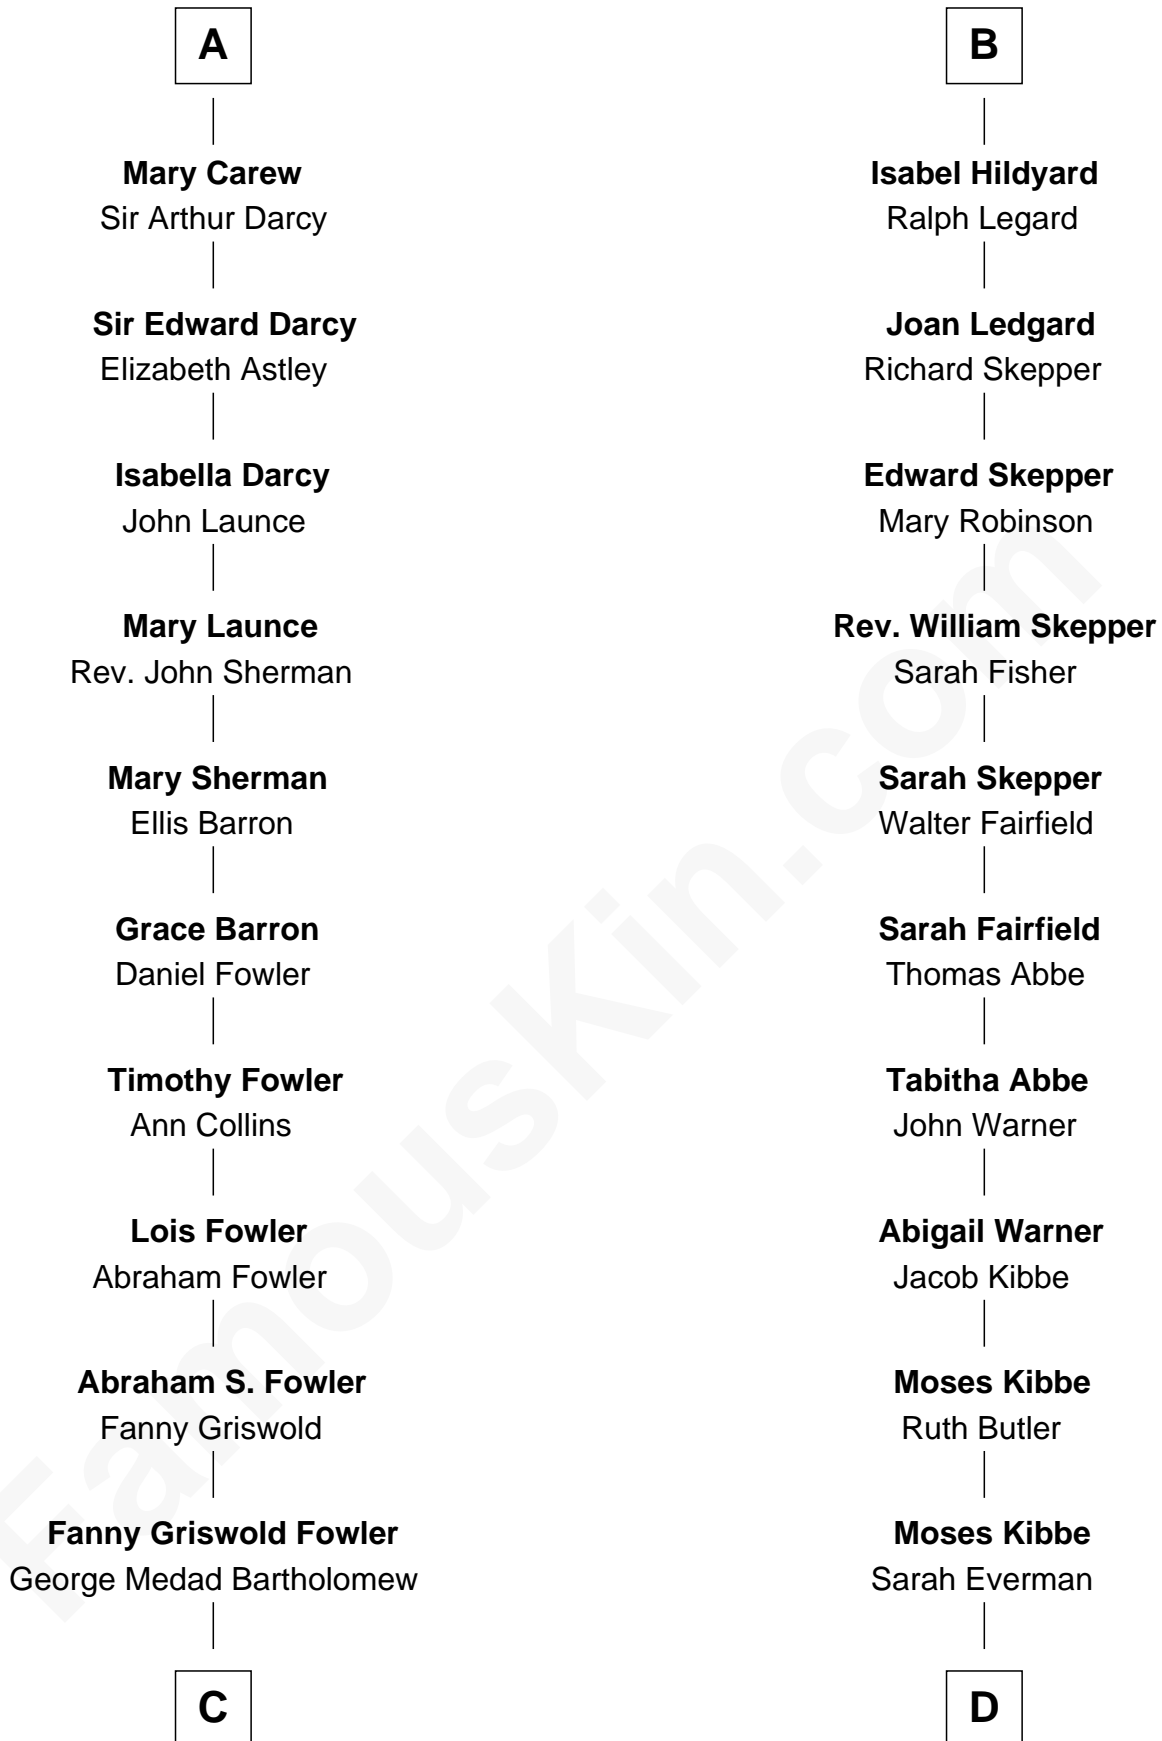 A
Mary Carew
Sir Arthur Darcy
Sir Edward Darcy
Elizabeth Astley
Isabella Darcy
John Launce
Mary Launce
Rev. John Sherman
Mary Sherman
Ellis Barron
Grace Barron
Daniel Fowler
Timothy Fowler
Ann Collins
Lois Fowler
Abraham Fowler
Abraham S. Fowler
Fanny Griswold
Fanny Griswold Fowler
George Medad Bartholomew
C
B
Isabel Hildyard
Ralph Legard
Joan Ledgard
Richard Skepper
Edward Skepper
Mary Robinson
Rev. William Skepper
Sarah Fisher
Sarah Skepper
Walter Fairfield
Sarah Fairfield
Thomas Abbe
Tabitha Abbe
John Warner
Abigail Warner
Jacob Kibbe
Moses Kibbe
Ruth Butler
Moses Kibbe
Sarah Everman
D
FamousKin.com